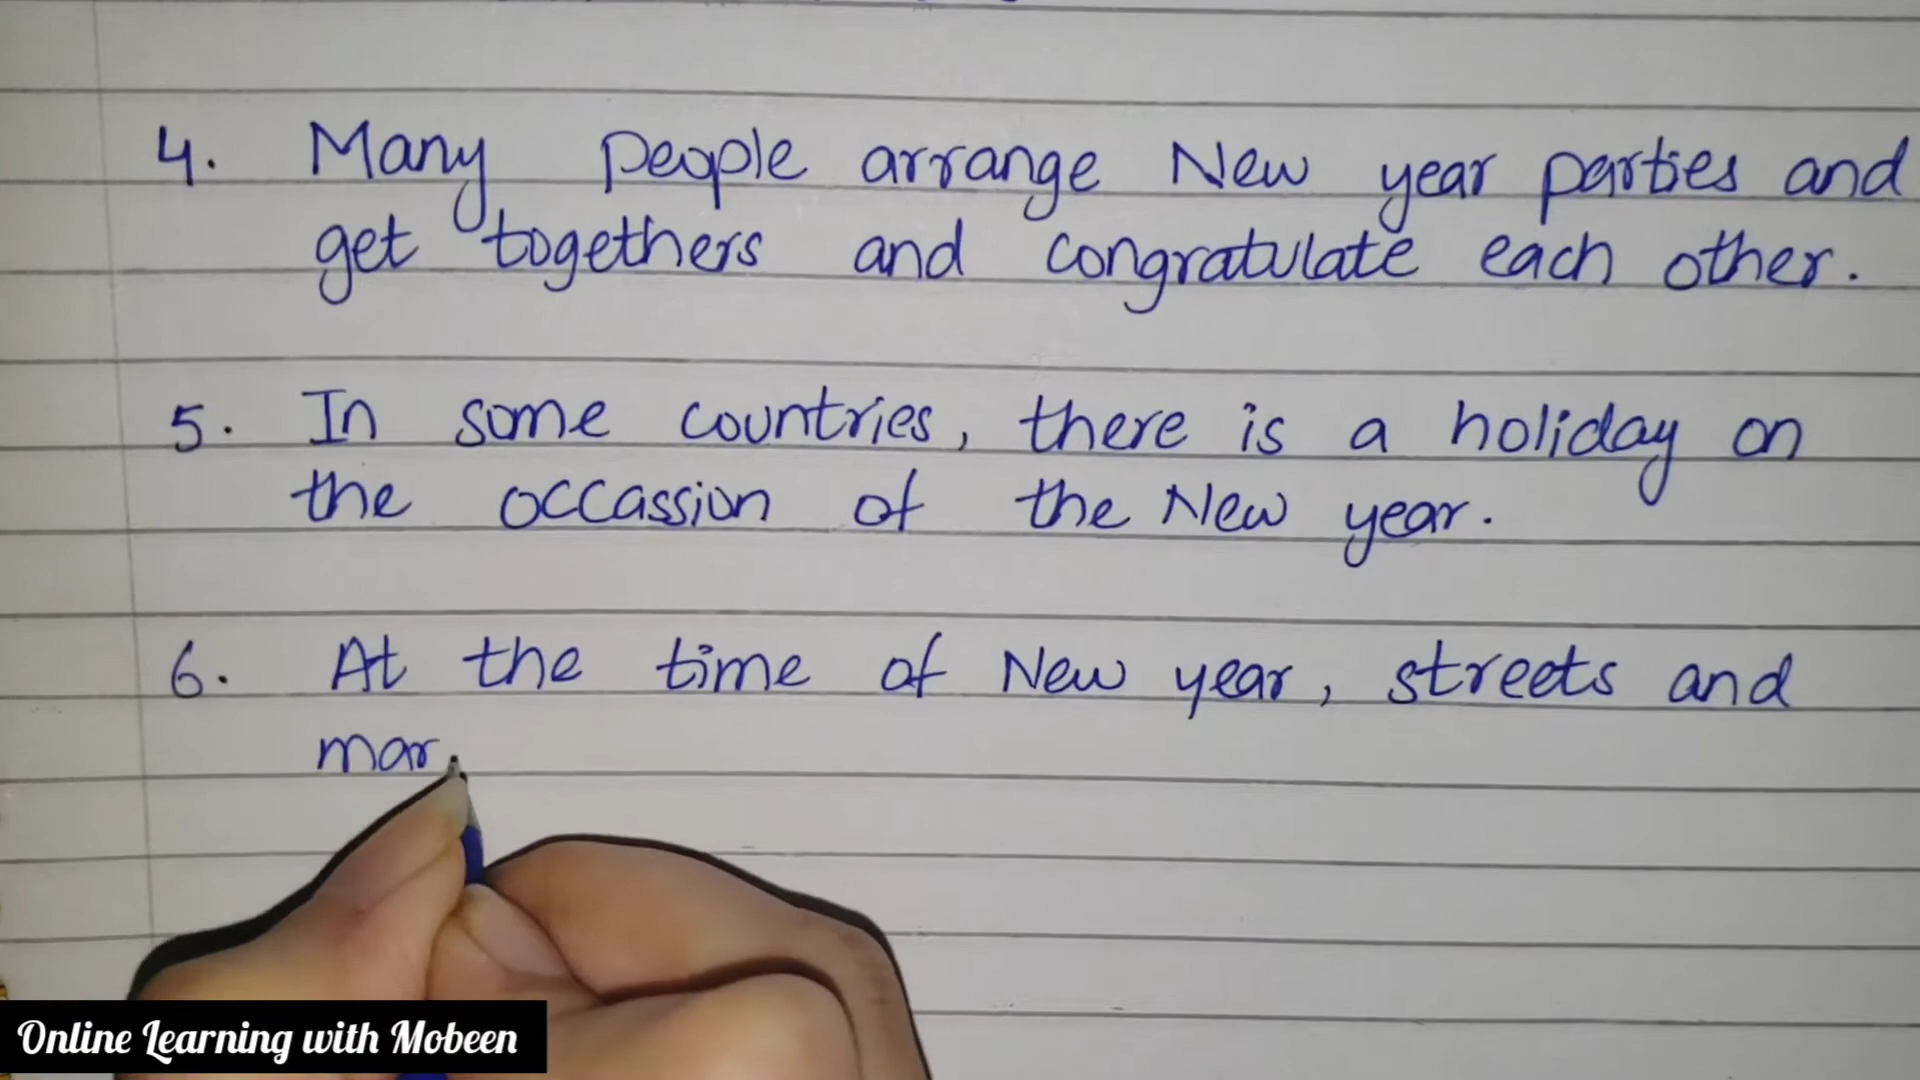 4. Many people arrange New year parties and
get togethers and congratulate each other.
5. In some countries, there is a holiday on
the occassion of the New year.
6. At the time of New year, streets and
mar
Online Learning with Mobeen